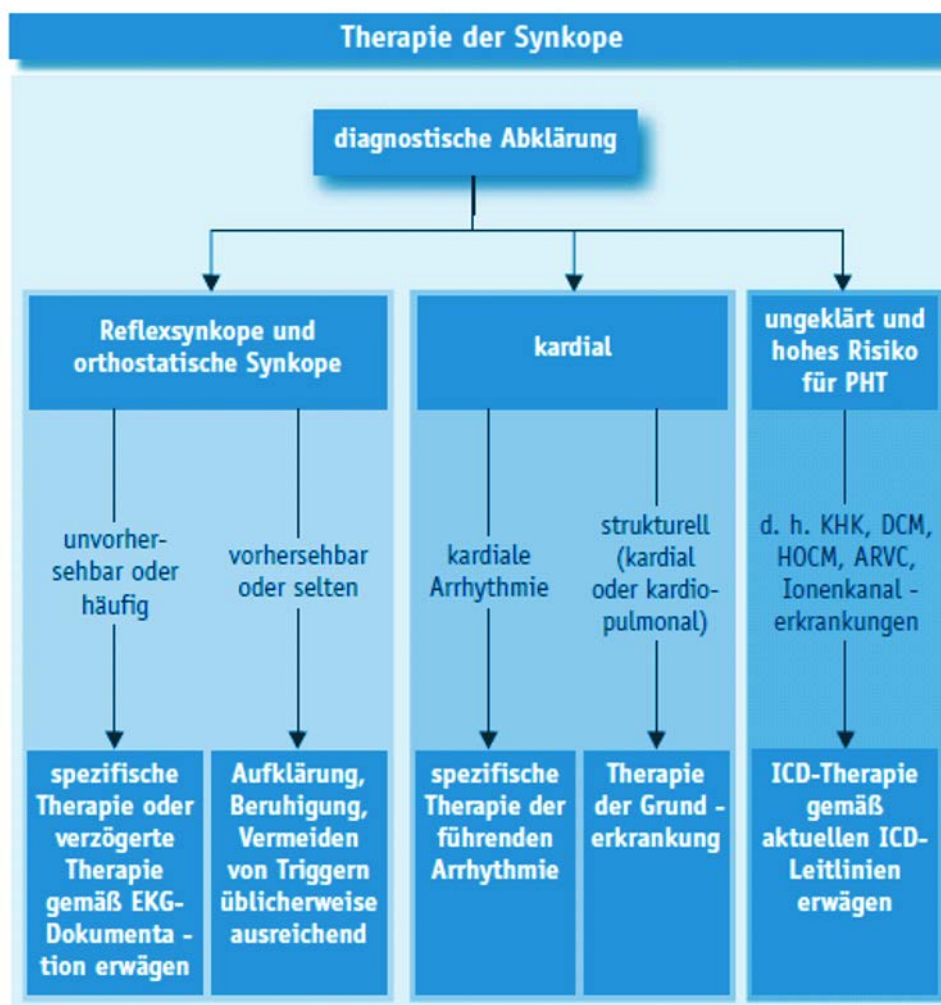 Therapie der Synkope
diagnostische Abklärung
Reflexsynkope und
orthostatische Synkope
kardial
ungeklärt und
hohes Risiko
für PHT
unvorher-
sehbar oder
häufig
vorhersehbar
oder selten
kardiale
Arrhythmie
strukturell
(kardial
oder kardio-
pulmonal)
d. h. KHK, DCM,
HOCM, ARVC,
Ionenkanal -
erkrankungen
spezifische
Therapie oder
verzögerte
Therapie
gemäß EKG-
Dokumenta -
tion erwägen
Aufklärung,
Beruhigung,
Vermeiden
von Triggern
üblicherweise
ausreichend
spezifische
Therapie der
führenden
Arrhythmie
Therapie
der Grund -
erkrankung
ICD-Therapie
gemäß
aktuellen ICD-
Leitlinien
erwägen